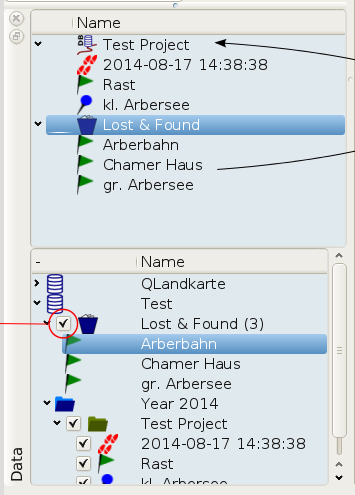 Name
Test Project
2014-08-17 14:38:38
Rast
kl. Arbersee
Lost & Found
Arberbahn
Chamer Haus
gr. Arbersee
- Name
QLandkarte
Test
Lost & Found (3)
Arberbahn
Chamer Haus
gr. Arbersee
Year 2014
Test Project
2014-08-17 14:38:38
Rast
kl. Arbersee
Data